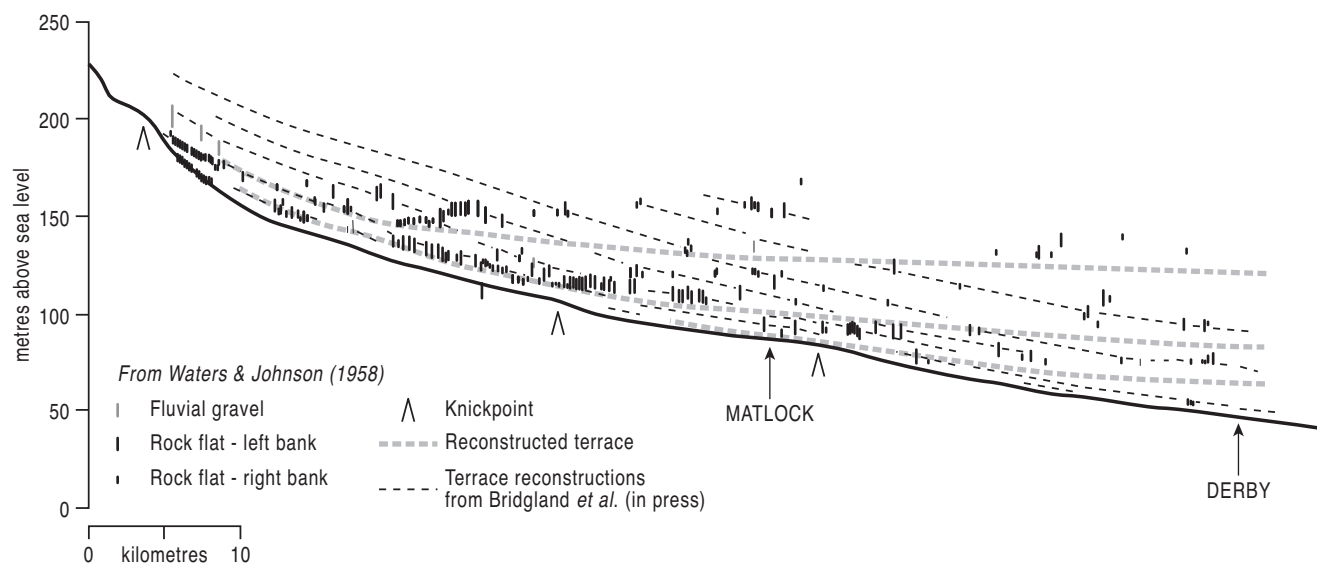 250
200
150
100
50
0
metres above sea level
From Waters & Johnson (1958)
Fluvial gravel
Rock flat - left bank
Rock flat - right bank
Knickpoint
Reconstructed terrace
Terrace reconstructions
from Bridgland et al. (in press)
MATLOCK
DERBY
0 kilometres 10